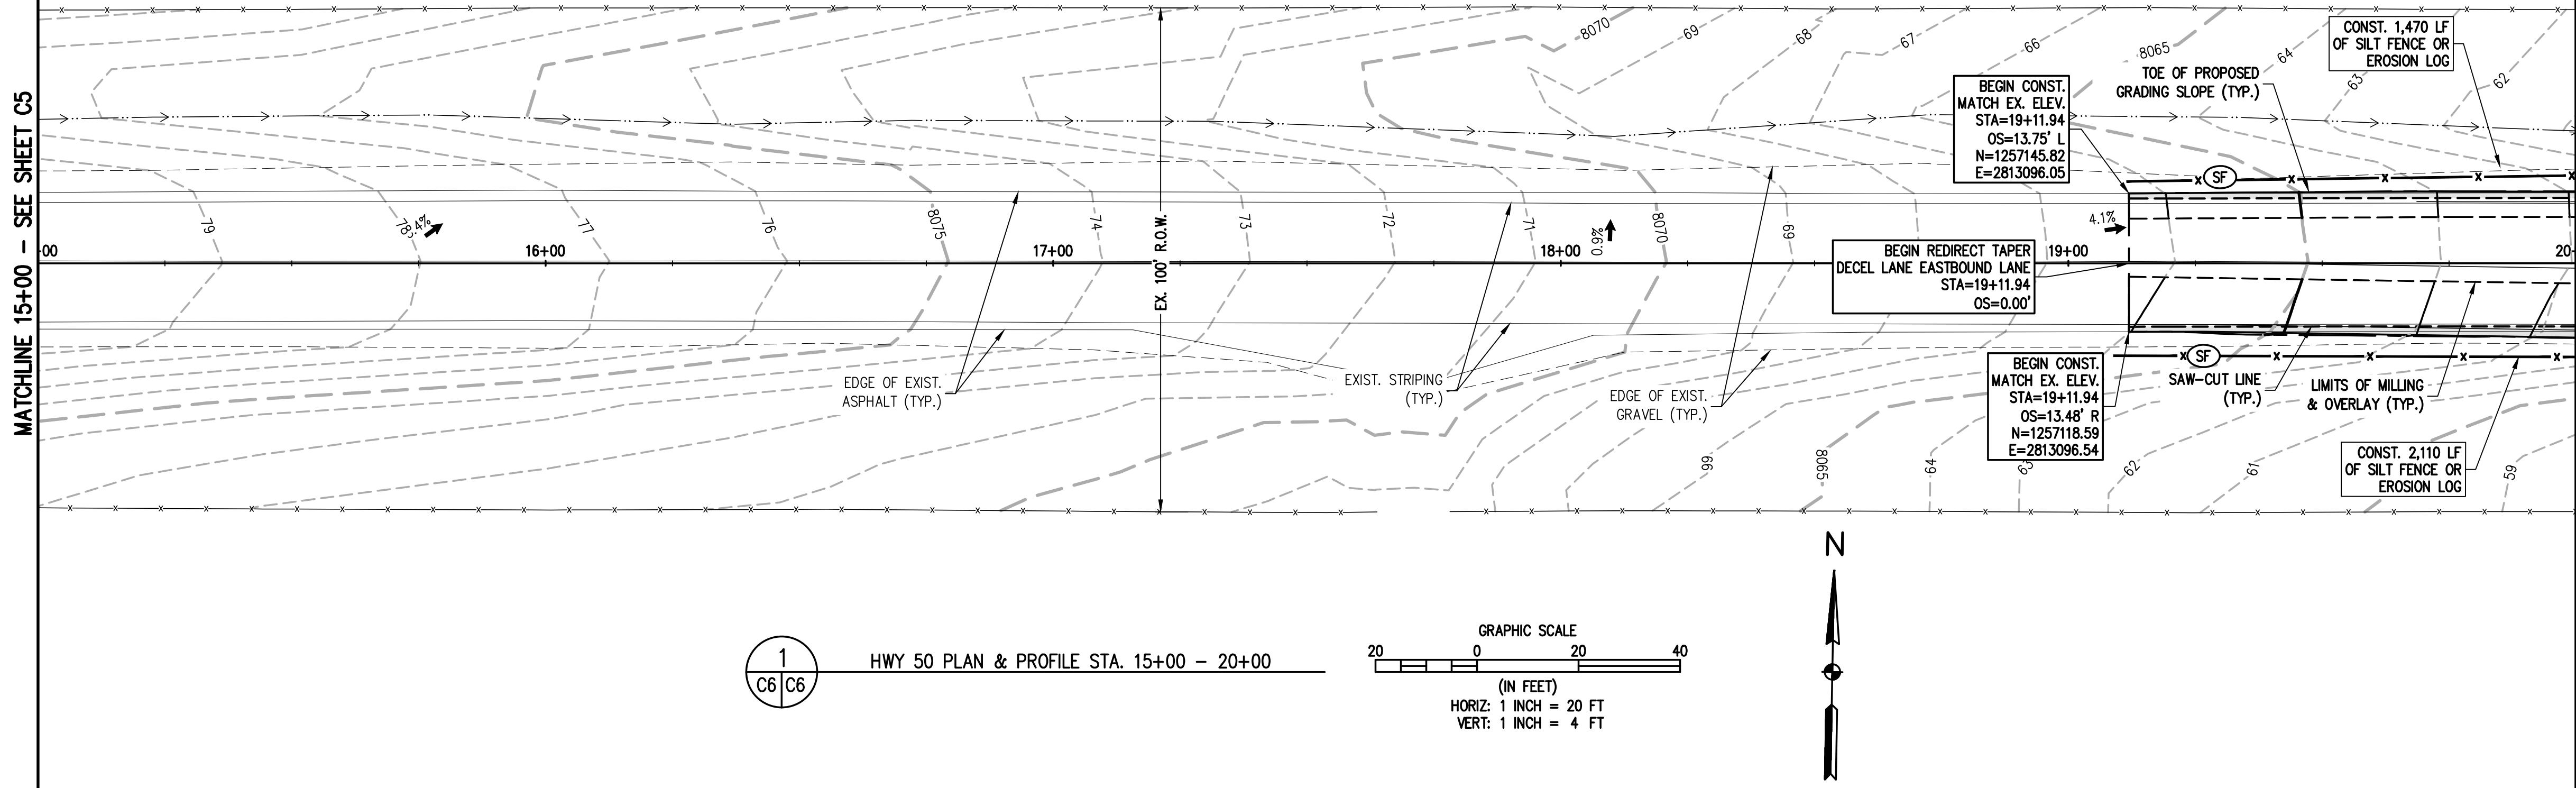 MATCHLINE 15+00 - SEE SHEET C5
8070
69
68
67
66
8065
64
63
62
CONST. 1,470 LF
OF SILT FENCE OR
EROSION LOG
TOE OF PROPOSED
GRADING SLOPE (TYP.)
BEGIN CONST.
MATCH EX. ELEV.
STA=19+11.94
OS=13.75' L
N=1257145.82
E=2813096.05
SF
79
78
77
76
8075
74
73
72
71
8070
69
0.9%
4.1%
00
16+00
17+00
18+00
19+00
20
EX. 100' R.O.W.
BEGIN REDIRECT TAPER
DECEL LANE EASTBOUND LANE
STA=19+11.94
OS=0.00'
SF
BEGIN CONST.
MATCH EX. ELEV.
STA=19+11.94
OS=13.48' R
N=1257118.59
E=2813096.54
EDGE OF EXIST.
ASPHALT (TYP.)
EXIST. STRIPING
(TYP.)
EDGE OF EXIST.
GRAVEL (TYP.)
SAW-CUT LINE
(TYP.)
LIMITS OF MILLING
& OVERLAY (TYP.)
CONST. 2,110 LF
OF SILT FENCE OR
EROSION LOG
66
8065
64
63
62
61
59
N
1
C6 C6
HWY 50 PLAN & PROFILE STA. 15+00 - 20+00
GRAPHIC SCALE
20 0 20 40
(IN FEET)
HORIZ: 1 INCH = 20 FT
VERT: 1 INCH = 4 FT